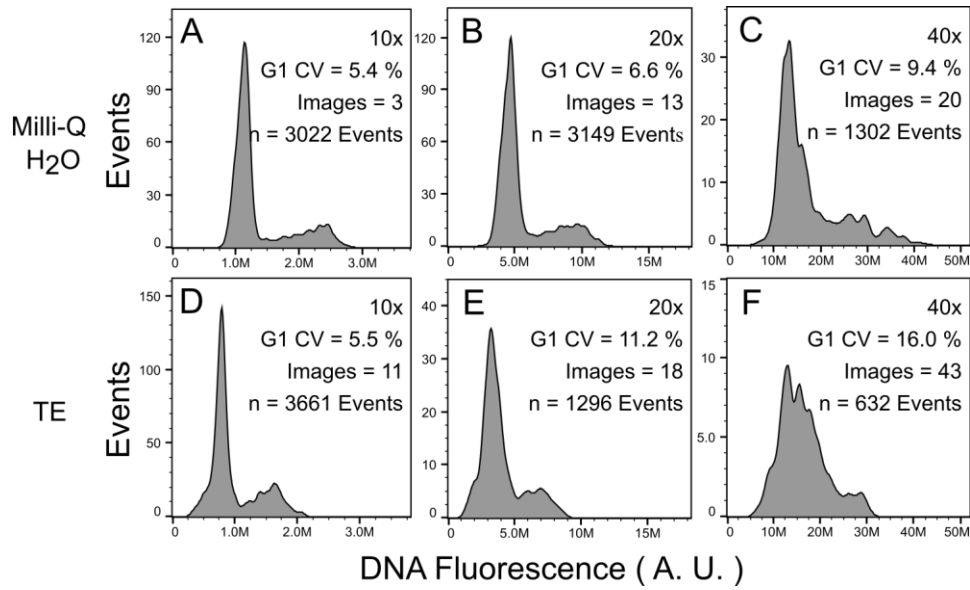 Milli-Q
H2O
Events
A
10x
G1 CV = 5.4 %
Images = 3
n = 3022 Events
120
90
60
30
0
0 1.0M 2.0M 3.0M
B
20x
G1 CV = 6.6 %
Images = 13
n = 3149 Events
120
90
60
30
0
0 5.0M 10M 15M
C
40x
G1 CV = 9.4 %
Images = 20
n = 1302 Events
30
20
10
0
0 10M 20M 30M 40M 50M
TE
Events
D
10x
G1 CV = 5.5 %
Images = 11
n = 3661 Events
150
100
50
0
0 1.0M 2.0M 3.0M
E
20x
G1 CV = 11.2 %
Images = 18
n = 1296 Events
40
30
20
10
0
0 5.0M 10M 15M
F
40x
G1 CV = 16.0 %
Images = 43
n = 632 Events
15
10
5.0
0
0 10M 20M 30M 40M 50M
DNA Fluorescence ( A. U. )